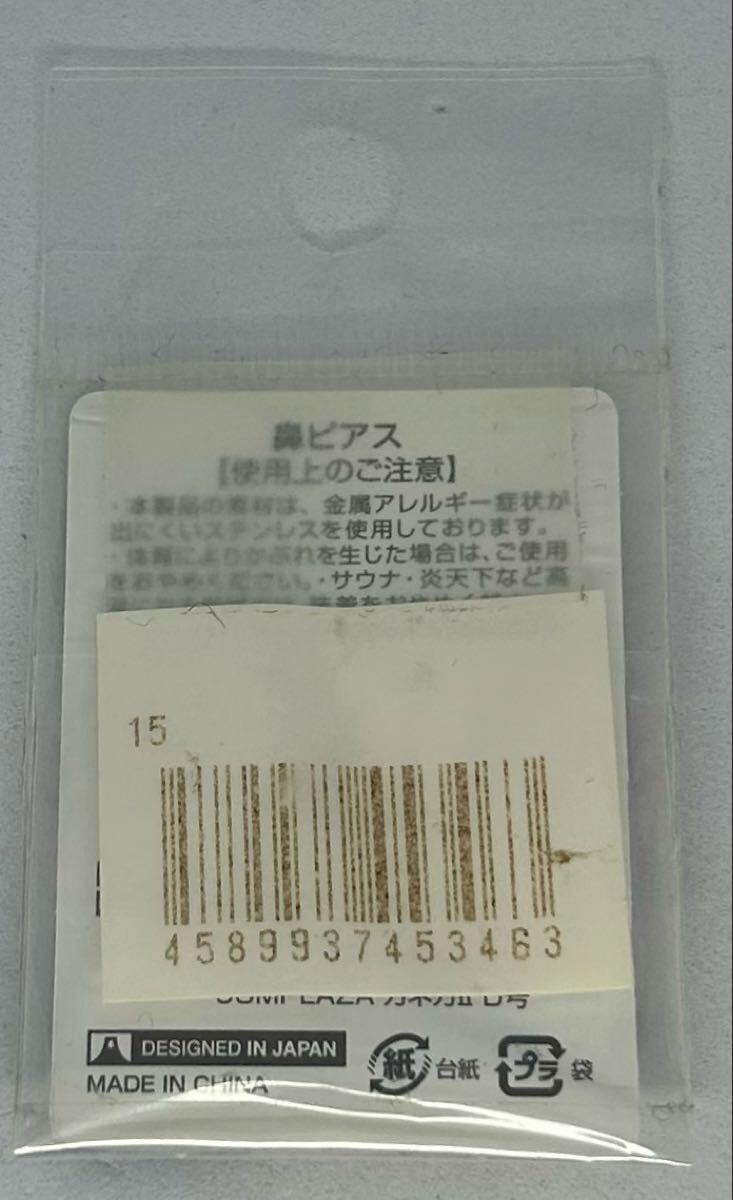 鼻ピアス
【使用上のご注意】
・本製品の素材は、金属アレルギー症状が
出にくいステンレスを使用しております。
・体質によりかぶれを生じた場合は、ご使用
をおやめください。・サウナ・炎天下など高
15
4589937453463
DESIGNED IN JAPAN
MADE IN CHINA
紙 台紙
プラ 袋